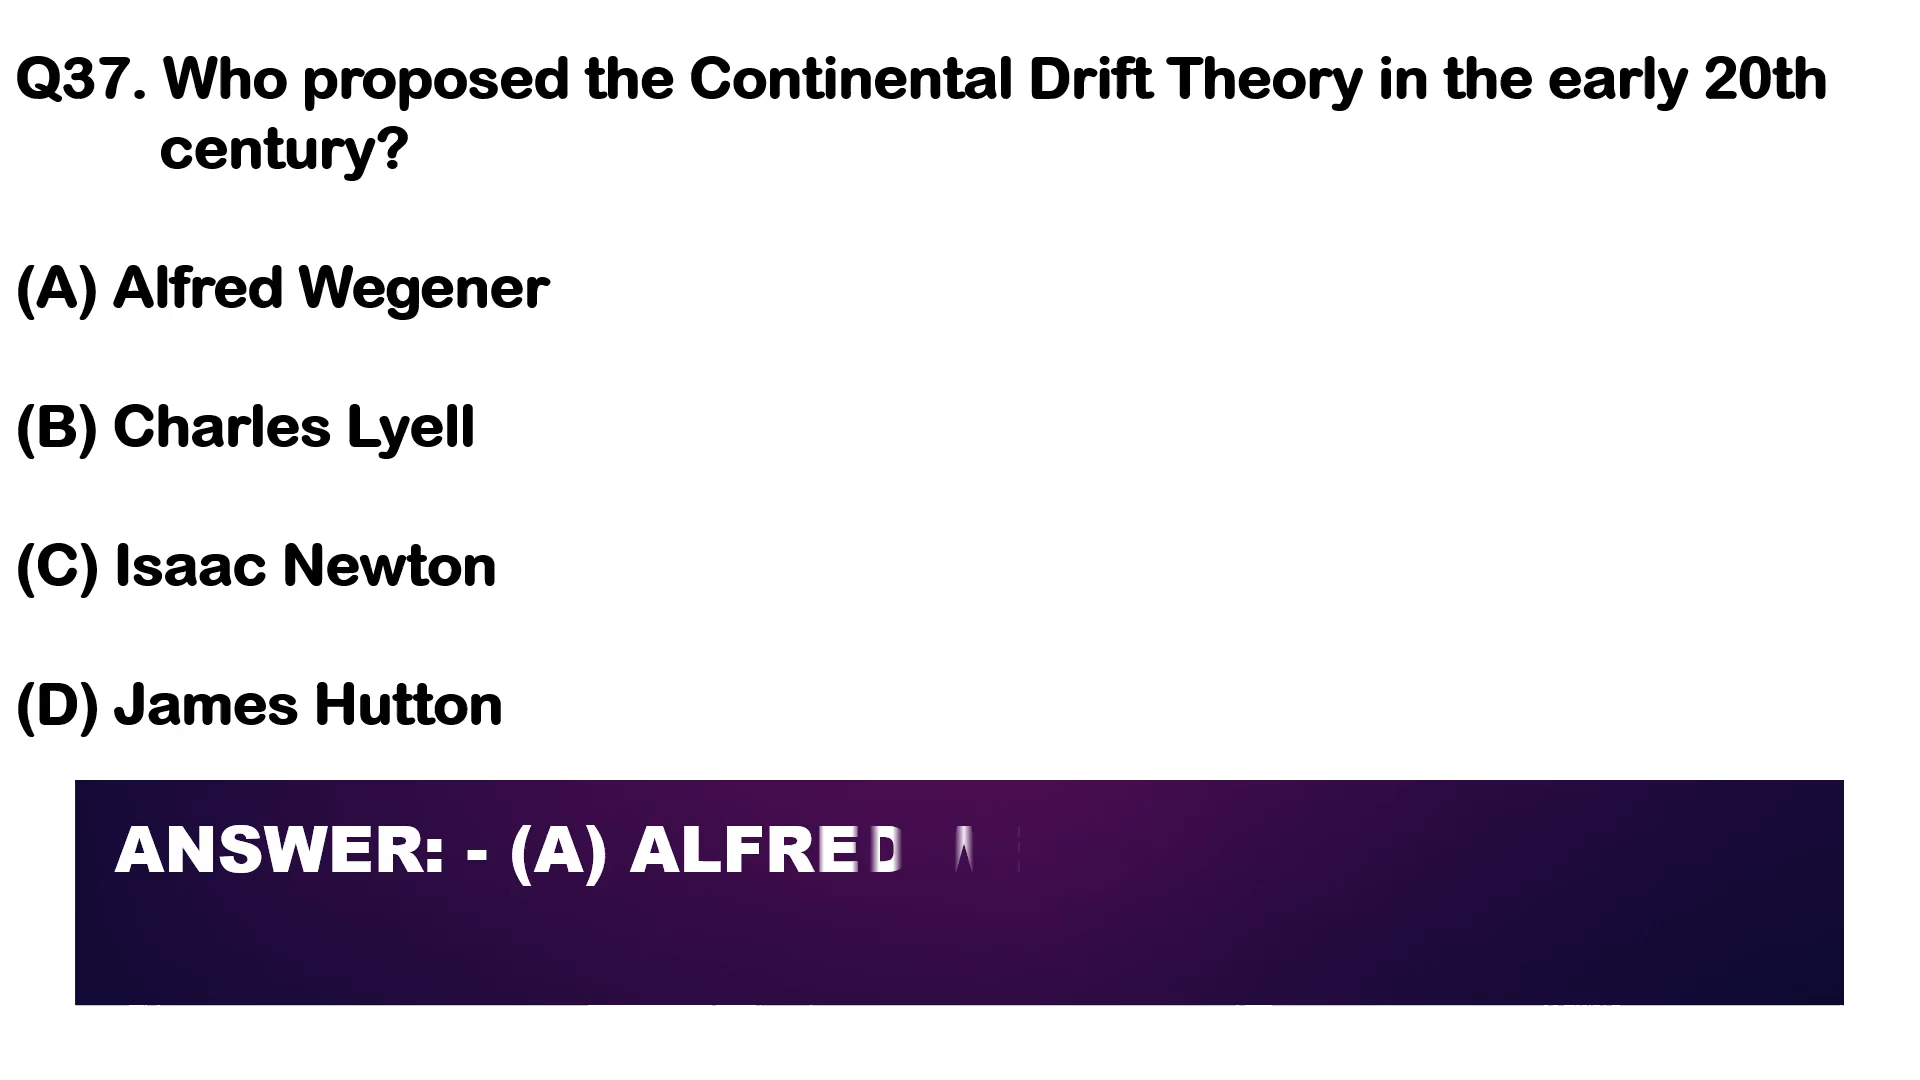 Q37. Who proposed the Continental Drift Theory in the early 20th
century?
(A) Alfred Wegener
(B) Charles Lyell
(C) Isaac Newton
(D) James Hutton
ANSWER: - (A) ALFRED